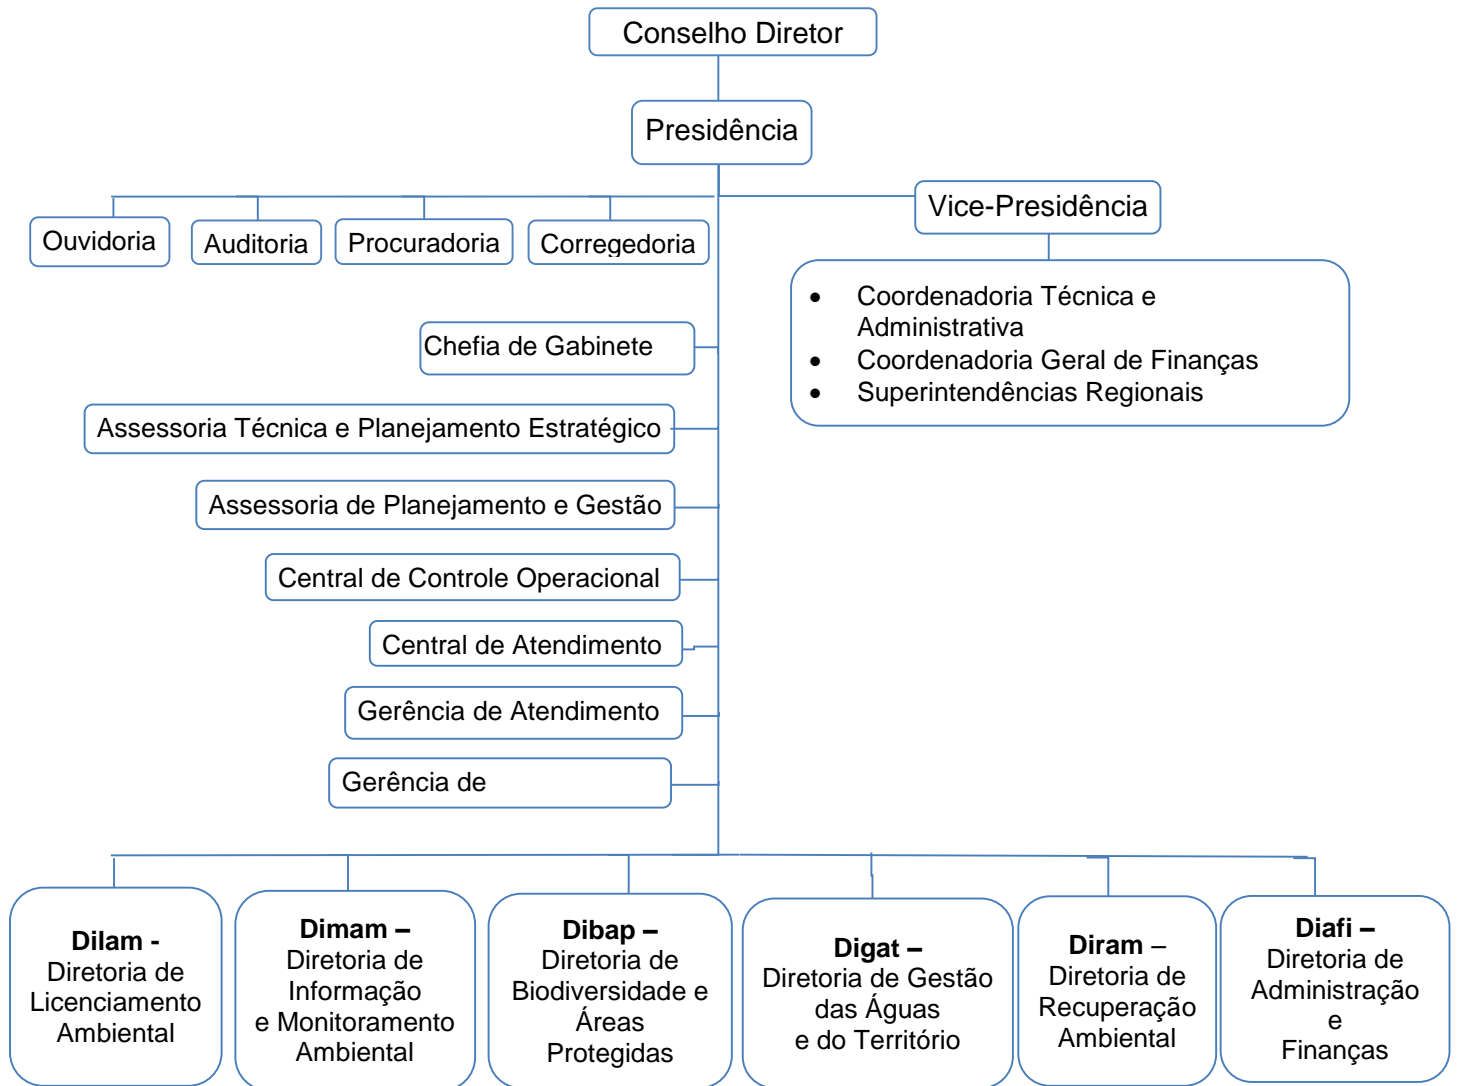 Conselho Diretor
Presidência
Vice-Presidência
Ouvidoria
Auditoria
Procuradoria
Corregedoria
• Coordenadoria Técnica e
Administrativa
• Coordenadoria Geral de Finanças
• Superintendências Regionais
Chefia de Gabinete
Assessoria Técnica e Planejamento Estratégico
Assessoria de Planejamento e Gestão
Central de Controle Operacional
Central de Atendimento
Gerência de Atendimento
Gerência de
Dilam -
Diretoria de
Licenciamento
Ambiental
Dimam –
Diretoria de
Informação
e Monitoramento
Ambiental
Dibap –
Diretoria de
Biodiversidade e
Áreas
Protegidas
Digat –
Diretoria de Gestão
das Águas
e do Território
Diram –
Diretoria de
Recuperação
Ambiental
Diafi –
Diretoria de
Administração
e
Finanças